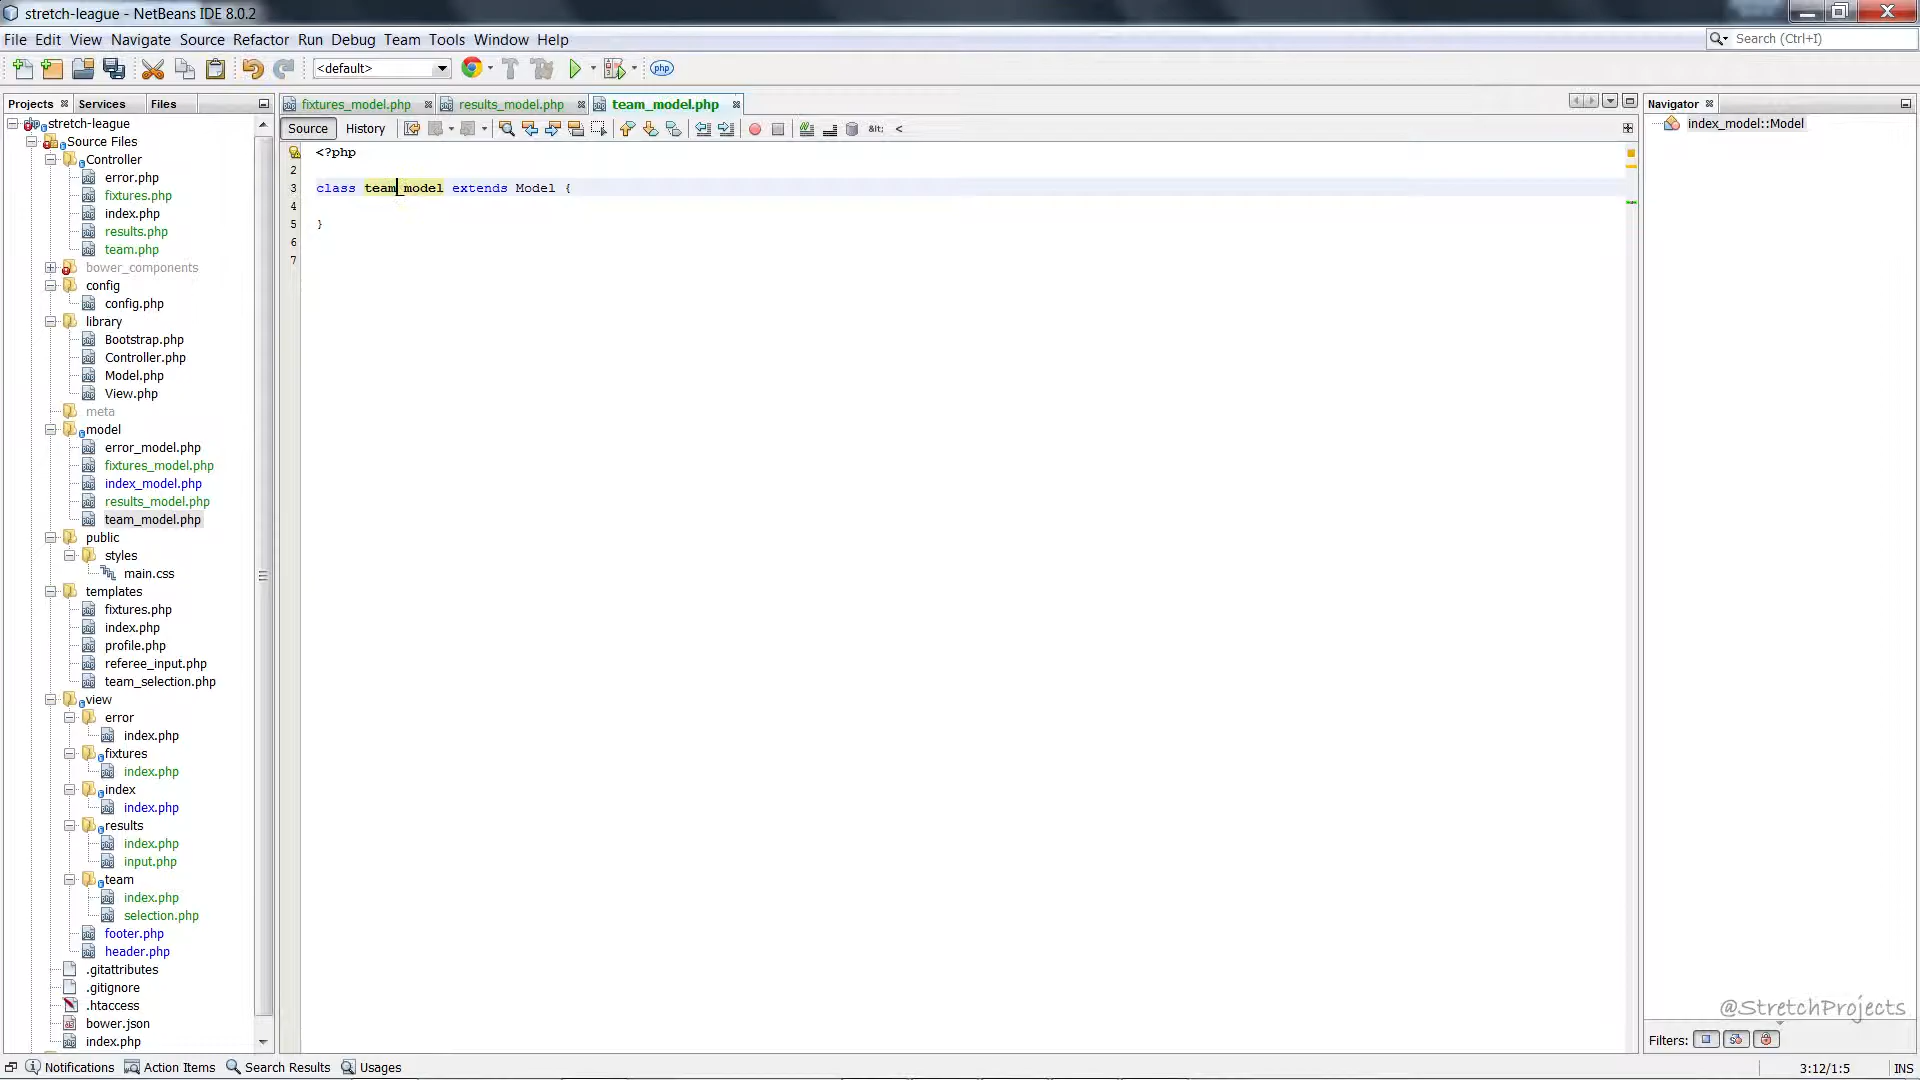 stretch-league - NetBeans IDE 8.0.2
File Edit View Navigate Source Refactor Run Debug Team Tools Window Help
Search (Ctrl+I)
<default>
php
Projects Services Files
fixtures_model.php results_model.php team_model.php
Navigator
Source History
&lt; <
index_model::Model
stretch-league
Source Files
Controller
error.php
fixtures.php
index.php
results.php
team.php
bower_components
config
config.php
library
Bootstrap.php
Controller.php
Model.php
View.php
meta
model
error_model.php
fixtures_model.php
index_model.php
results_model.php
team_model.php
public
styles
main.css
templates
fixtures.php
index.php
profile.php
referee_input.php
team_selection.php
view
error
index.php
fixtures
index.php
index
index.php
results
index.php
input.php
team
index.php
selection.php
footer.php
header.php
.gitattributes
.gitignore
.htaccess
bower.json
index.php
<?php
2
3 class team_model extends Model {
4
5 }
6
7
@StretchProjects
Filters:
Notifications Action Items Search Results Usages
3:12/1:5 INS